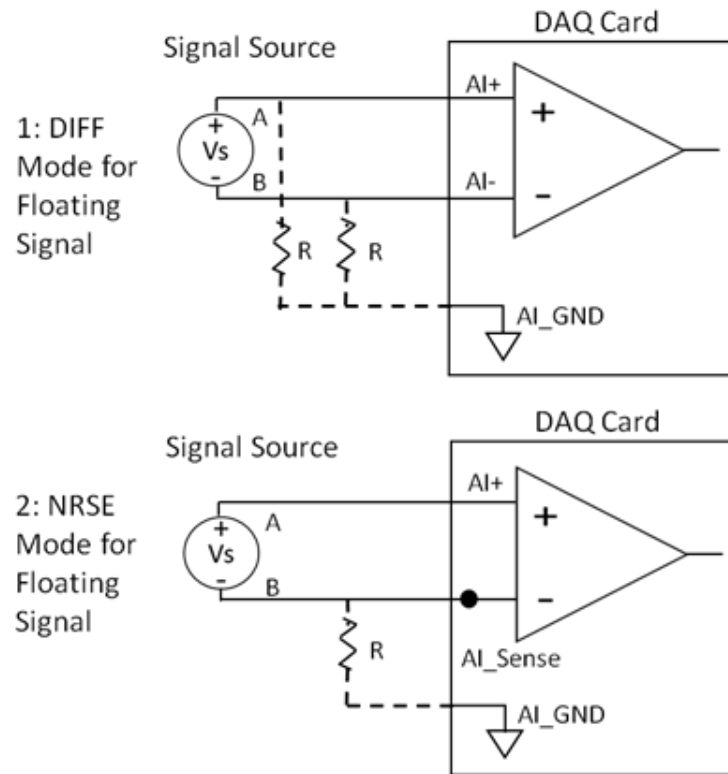 DAQ Card
Signal Source
1: DIFF
Mode for
Floating
Signal
+
Vs
-
A
B
AI+
AI-
+
-
R
R
AI_GND
DAQ Card
Signal Source
2: NRSE
Mode for
Floating
Signal
+
Vs
-
A
B
AI+
+
-
AI_Sense
R
AI_GND